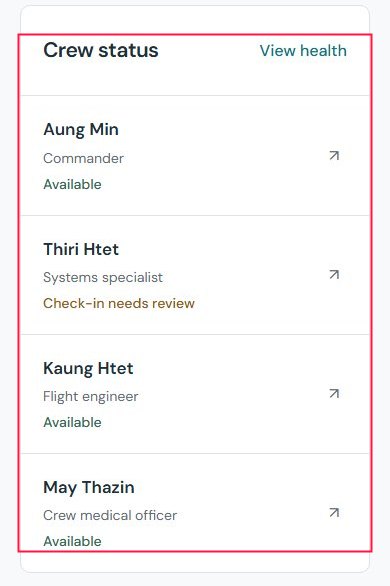 Crew status
View health
Aung Min
Commander
Available
Thiri Htet
Systems specialist
Check-in needs review
Kaung Htet
Flight engineer
Available
May Thazin
Crew medical officer
Available